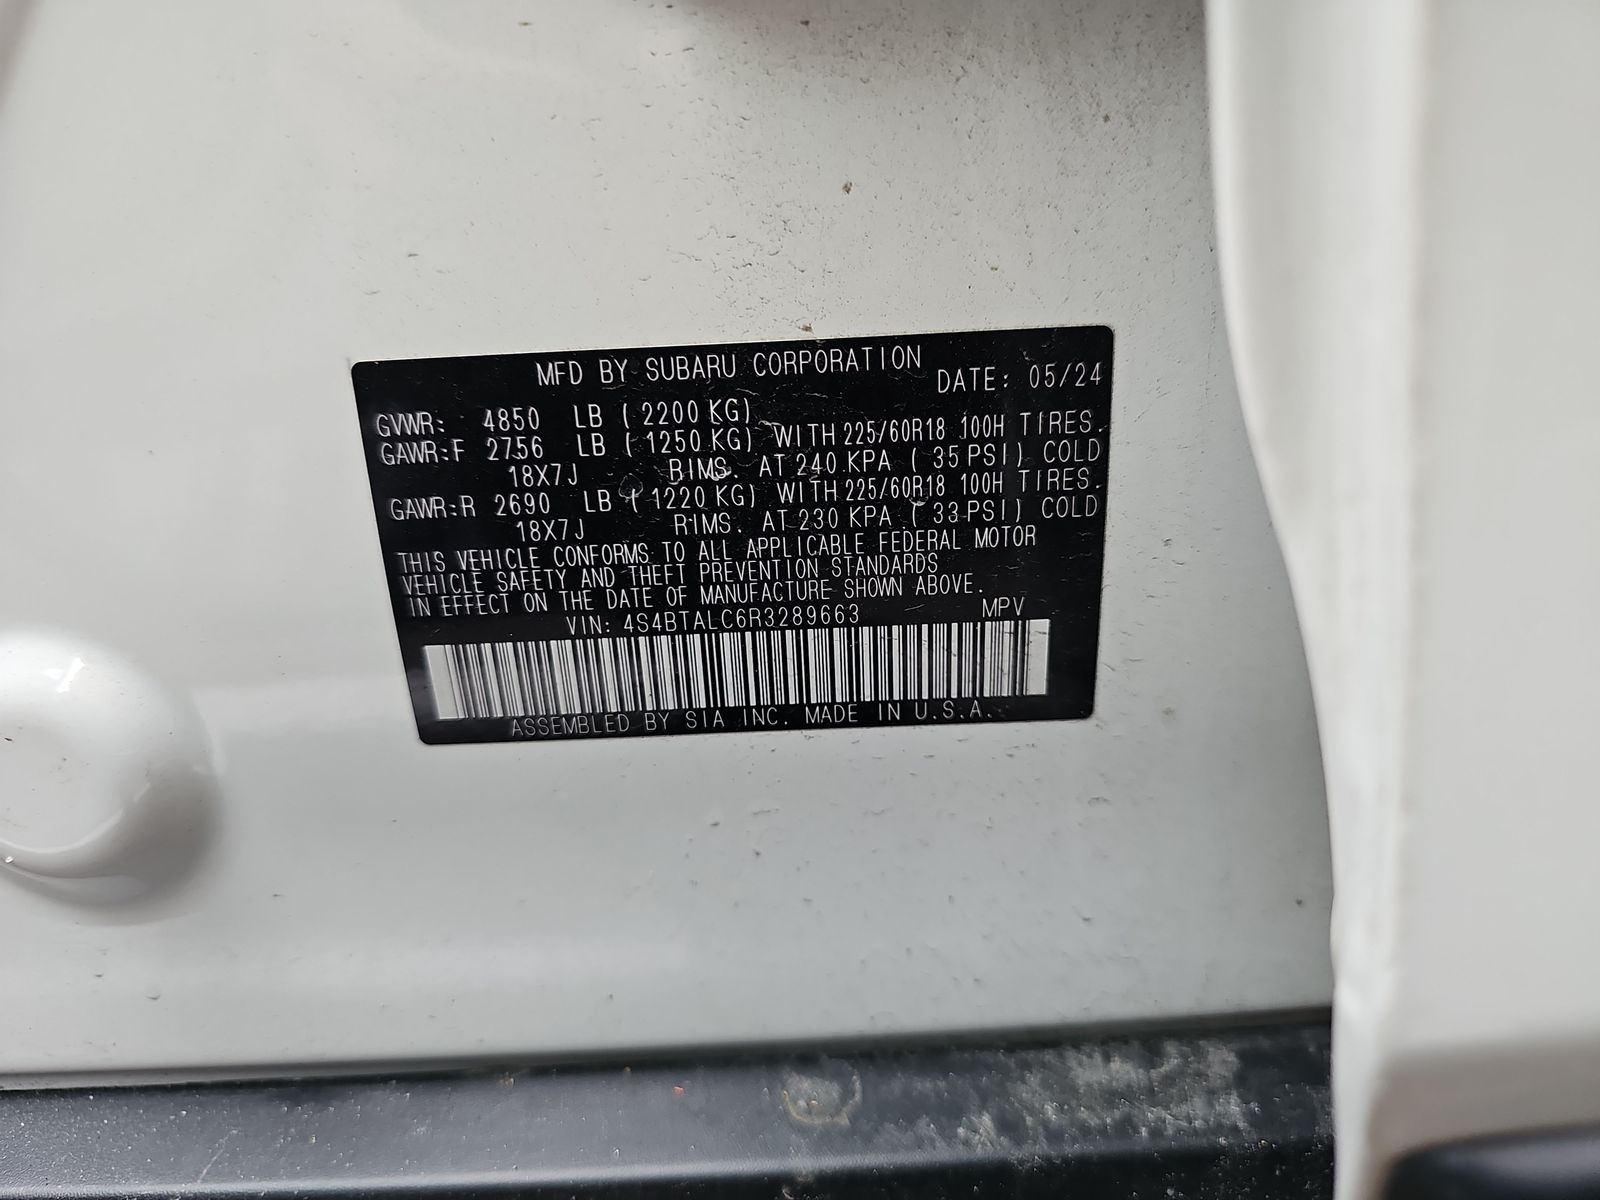 MFD BY SUBARU CORPORATION DATE: 05/24
GVWR: 4850 LB (2200 KG)
GAWR:F 2756 LB (1250 KG) WITH 225/60R18 100H TIRES.
18X7J RIMS. AT 240 KPA (35 PSI) COLD
GAWR:R 2690 LB (1220 KG) WITH 225/60R18 100H TIRES.
18X7J RIMS. AT 230 KPA (33 PSI) COLD
THIS VEHICLE CONFORMS TO ALL APPLICABLE FEDERAL MOTOR
VEHICLE SAFETY AND THEFT PREVENTION STANDARDS
IN EFFECT ON THE DATE OF MANUFACTURE SHOWN ABOVE.
VIN: 4S4BTALC6R3289663 MPV
ASSEMBLED BY SIA INC. MADE IN U.S.A.